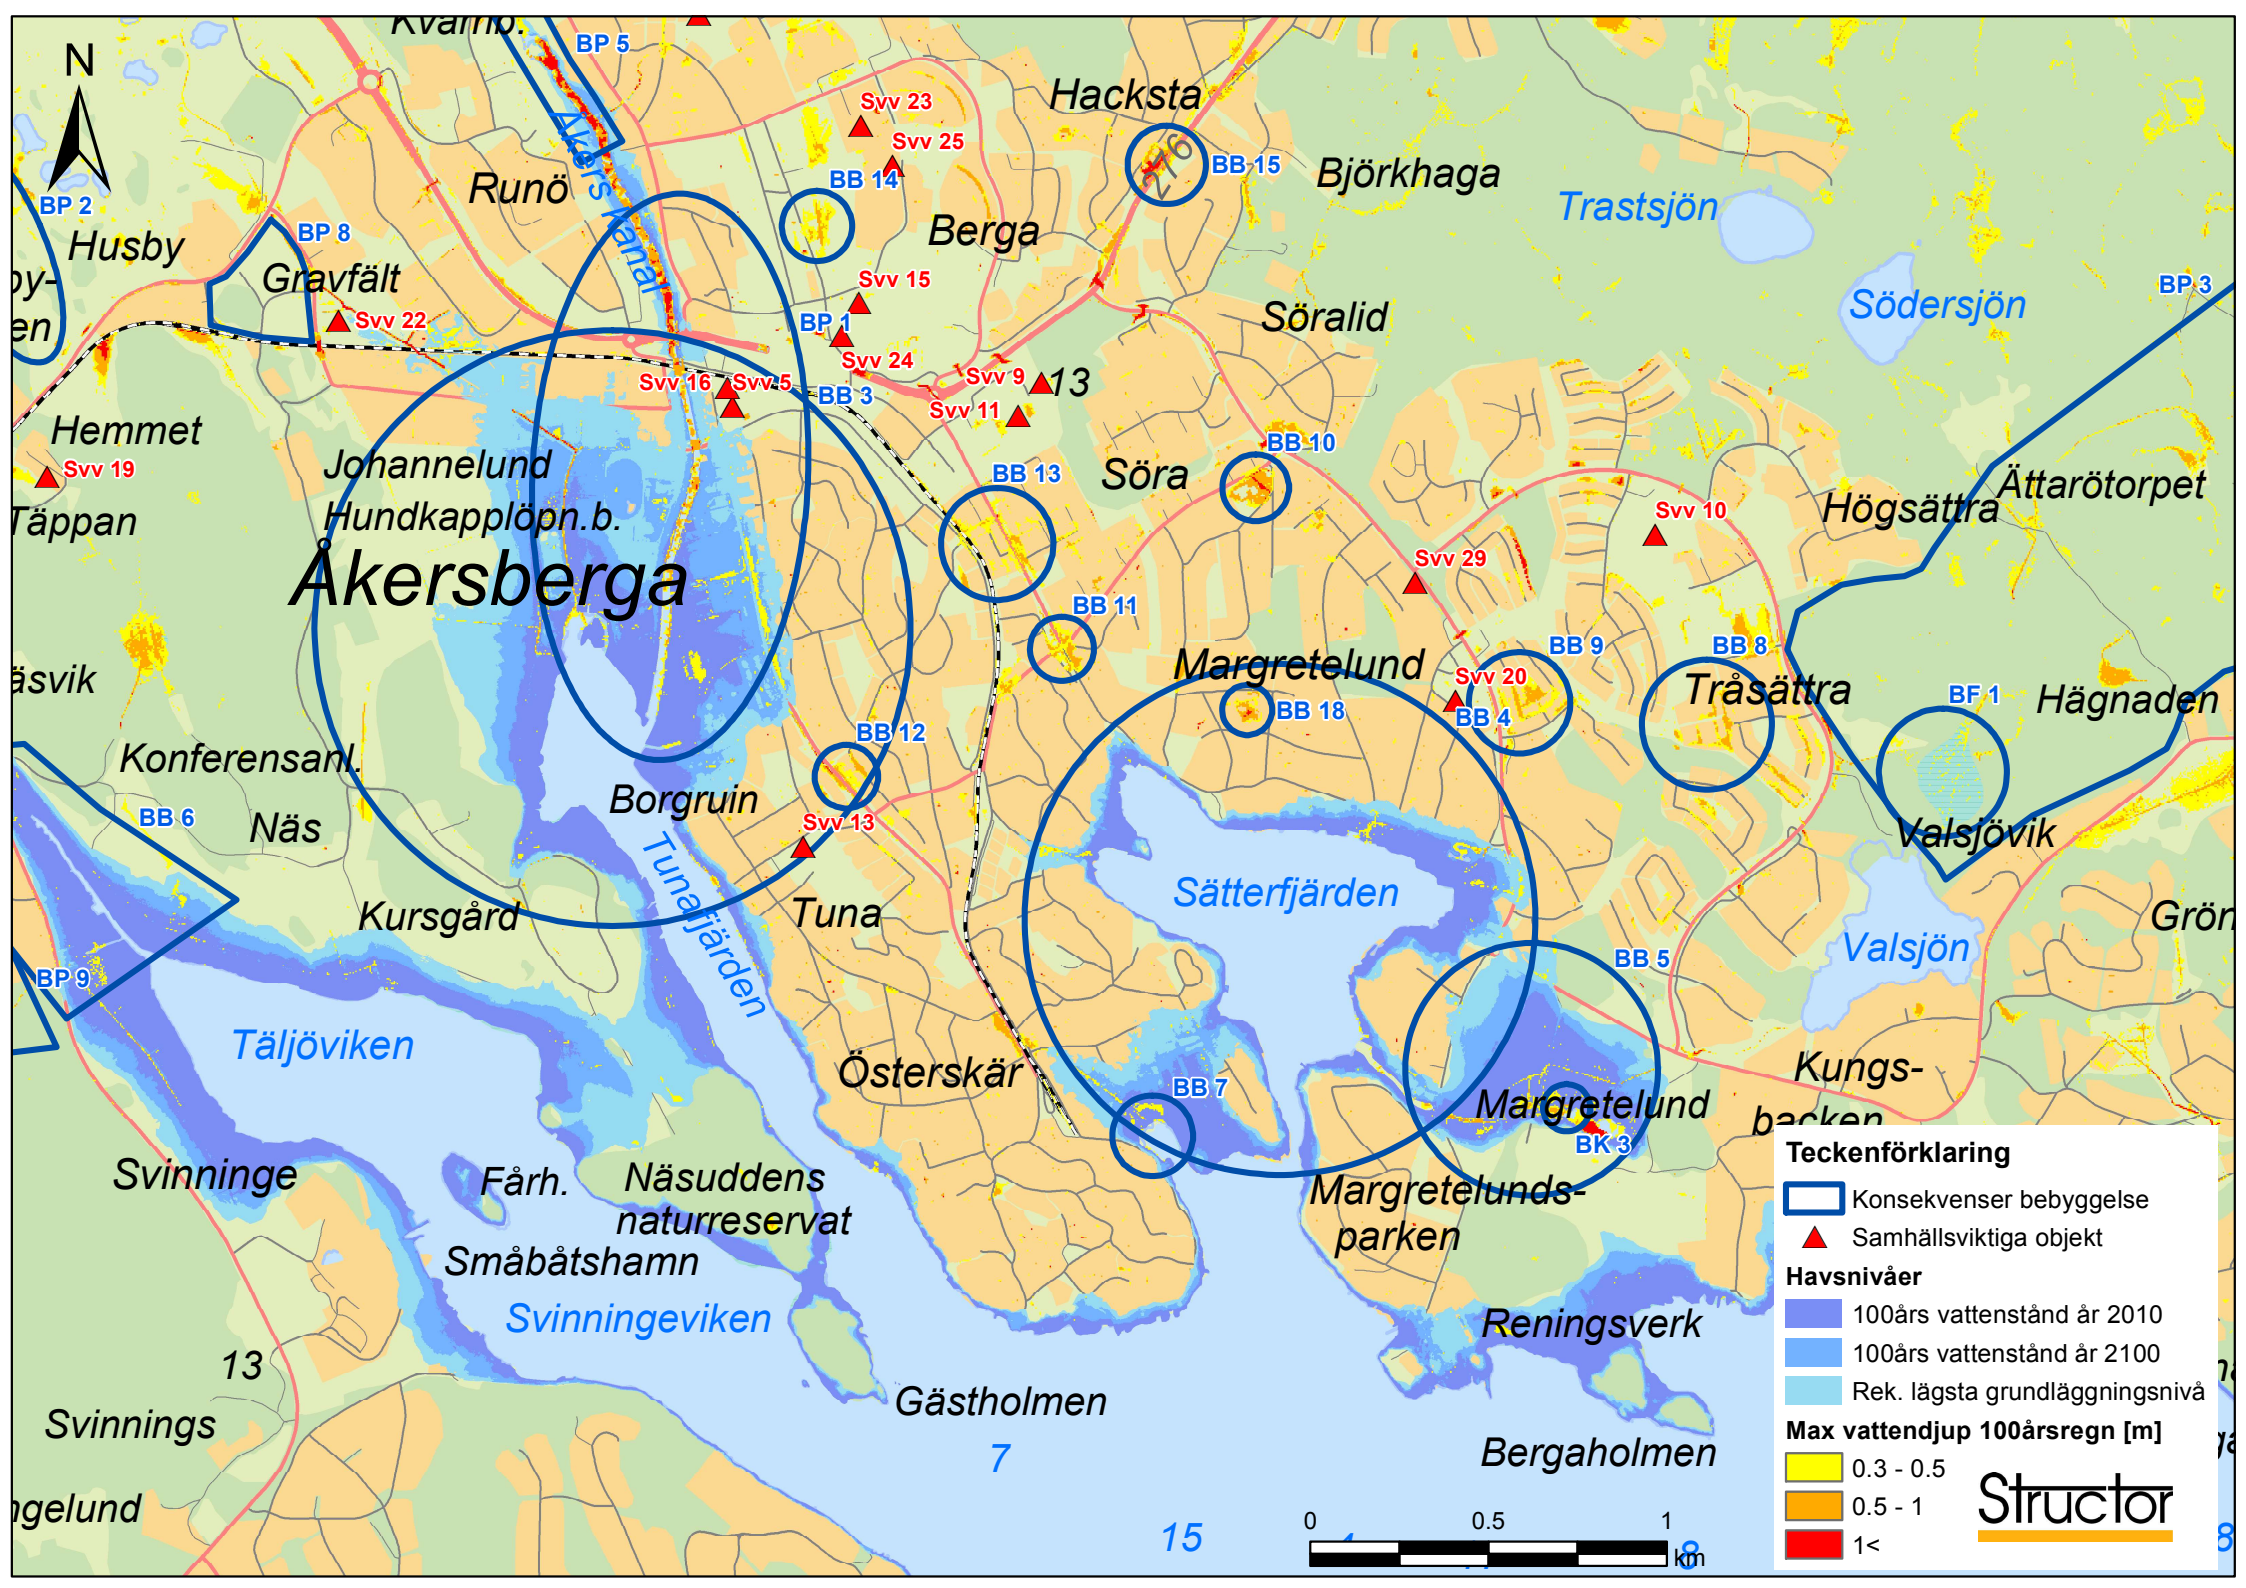 Kvarnb.
N
BP 5
Svv 23
Hacksta
Svv 25
BB 14
BB 15
276
Björkhaga
Åkers Kanal
Runö
BP 2
Husby
BP 8
Berga
Trastsjön
Gravfält
Svv 15
BP 3
Svv 22
BP 1
Söralid
Södersjön
Svv 24
Svv 16
Svv 5
BB 3
Svv 9
13
Svv 11
Hemmet
Johannelund
Svv 19
BB 13
BB 10
Söra
Ättarötorpet
Högsättra
Täppan
Hundkapplöpn.b.
Svv 10
Åkersberga
Svv 29
BB 11
BB 9
BB 8
Margretelund
Svv 20
Tråsättra
BF 1
Hägnaden
BB 18
BB 4
BB 12
Konferensanl.
Borgruin
BB 6
Näs
Svv 13
Valsjövik
Tunafjärden
Sätterfjärden
Kursgård
Tuna
Valsjön
BB 5
BP 9
Täljöviken
Österskär
BB 7
Kungs-
backen
Margretelund
BK 3
Svinninge
Fårh.
Näsuddens
naturreservat
Margretelunds-
parken
Småbåtshamn
Svinningeviken
Reningsverk
13
Svinnings
Gästholmen
7
Bergaholmen
15
Teckenförklaring
Konsekvenser bebyggelse
Samhällsviktiga objekt
Havsnivåer
100års vattenstånd år 2010
100års vattenstånd år 2100
Rek. lägsta grundläggningsnivå
Max vattendjup 100årsregn [m]
0.3 - 0.5
0.5 - 1
1<
Structor
0 0.5 1
km
8